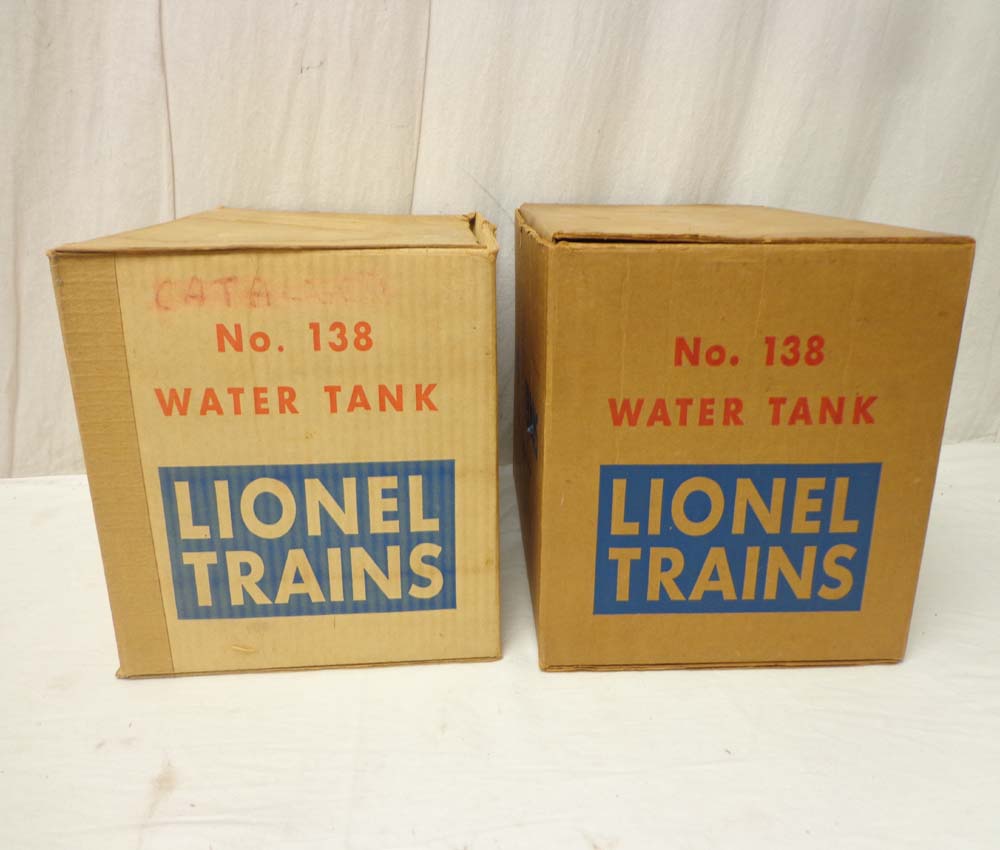 No. 138
WATER TANK
LIONEL
TRAINS
No. 138
WATER TANK
LIONEL
TRAINS